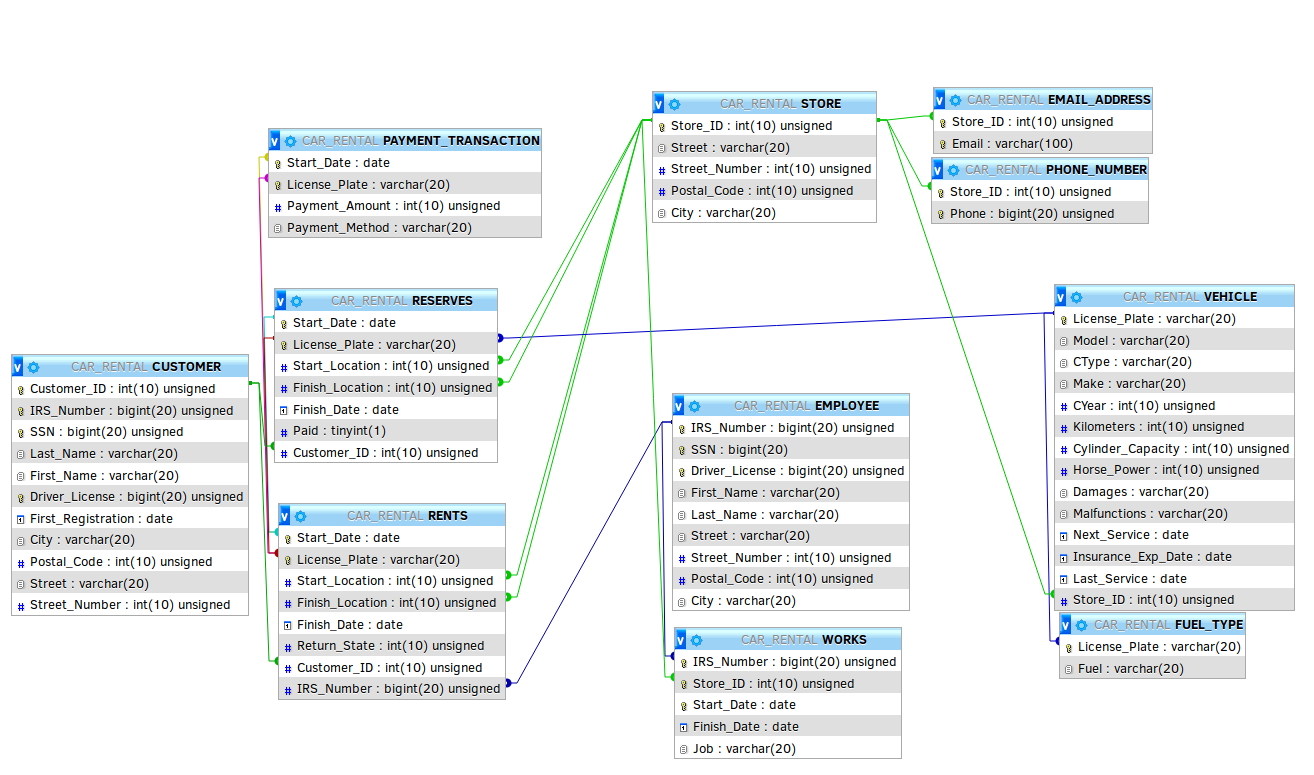 CAR_RENTAL STORE
Store_ID : int(10) unsigned
Street : varchar(20)
Street_Number : int(10) unsigned
Postal_Code : int(10) unsigned
City : varchar(20)
CAR_RENTAL EMAIL_ADDRESS
Store_ID : int(10) unsigned
Email : varchar(100)
CAR_RENTAL PHONE_NUMBER
Store_ID : int(10) unsigned
Phone : bigint(20) unsigned
CAR_RENTAL PAYMENT_TRANSACTION
Start_Date : date
License_Plate : varchar(20)
Payment_Amount : int(10) unsigned
Payment_Method : varchar(20)
CAR_RENTAL RESERVES
Start_Date : date
License_Plate : varchar(20)
Start_Location : int(10) unsigned
Finish_Location : int(10) unsigned
Finish_Date : date
Paid : tinyint(1)
Customer_ID : int(10) unsigned
CAR_RENTAL VEHICLE
License_Plate : varchar(20)
Model : varchar(20)
CType : varchar(20)
Make : varchar(20)
CYear : int(10) unsigned
Kilometers : int(10) unsigned
Cylinder_Capacity : int(10) unsigned
Horse_Power : int(10) unsigned
Damages : varchar(20)
Malfunctions : varchar(20)
Next_Service : date
Insurance_Exp_Date : date
Last_Service : date
Store_ID : int(10) unsigned
CAR_RENTAL CUSTOMER
Customer_ID : int(10) unsigned
IRS_Number : bigint(20) unsigned
SSN : bigint(20) unsigned
Last_Name : varchar(20)
First_Name : varchar(20)
Driver_License : bigint(20) unsigned
First_Registration : date
City : varchar(20)
Postal_Code : int(10) unsigned
Street : varchar(20)
Street_Number : int(10) unsigned
CAR_RENTAL EMPLOYEE
IRS_Number : bigint(20) unsigned
SSN : bigint(20)
Driver_License : bigint(20) unsigned
First_Name : varchar(20)
Last_Name : varchar(20)
Street : varchar(20)
Street_Number : int(10) unsigned
Postal_Code : int(10) unsigned
City : varchar(20)
CAR_RENTAL RENTS
Start_Date : date
License_Plate : varchar(20)
Start_Location : int(10) unsigned
Finish_Location : int(10) unsigned
Finish_Date : date
Return_State : int(10) unsigned
Customer_ID : int(10) unsigned
IRS_Number : bigint(20) unsigned
CAR_RENTAL WORKS
IRS_Number : bigint(20) unsigned
Store_ID : int(10) unsigned
Start_Date : date
Finish_Date : date
Job : varchar(20)
CAR_RENTAL FUEL_TYPE
License_Plate : varchar(20)
Fuel : varchar(20)